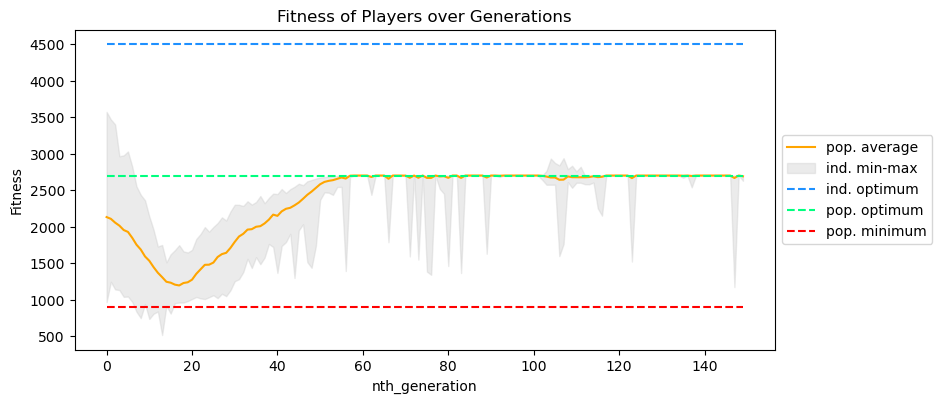 Fitness of Players over Generations
Fitness
4500
4000
3500
3000
2500
2000
1500
1000
500
0
20
40
60
80
100
120
140
nth_generation
pop. average
ind. min-max
ind. optimum
pop. optimum
pop. minimum